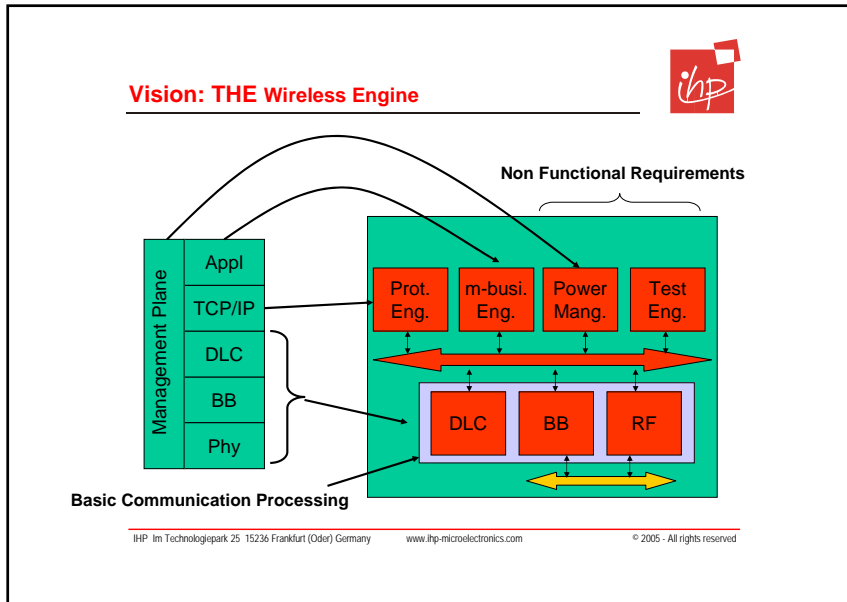 ihp
Vision: THE Wireless Engine
Non Functional Requirements
Management Plane
Appl
TCP/IP
DLC
BB
Phy
Prot.
Eng.
m-busi.
Eng.
Power
Mang.
Test
Eng.
DLC
BB
RF
Basic Communication Processing
IHP Im Technologiepark 25 15236 Frankfurt (Oder) Germany www.ihp-microelectronics.com © 2005 - All rights reserved